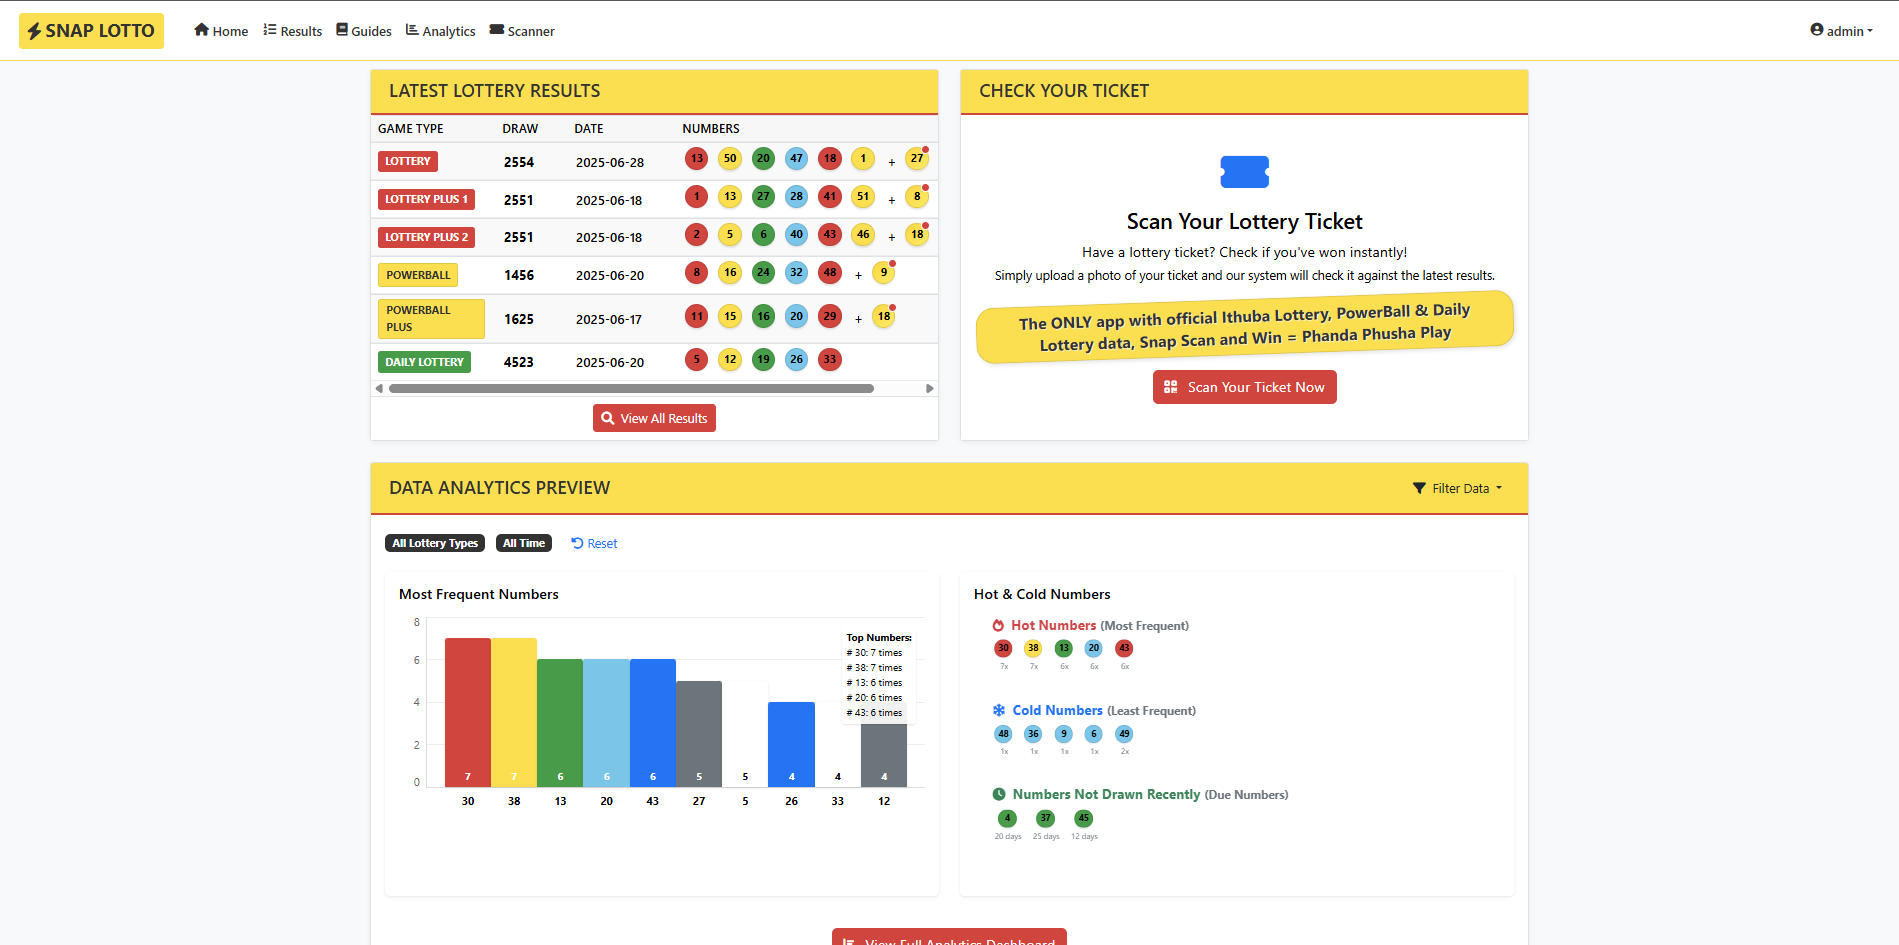 SNAP LOTTO
Home Results Guides Analytics Scanner
admin
LATEST LOTTERY RESULTS
GAME TYPE DRAW DATE NUMBERS
LOTTERY 2554 2025-06-28 13 50 20 47 18 1 + 27
LOTTERY PLUS 1 2551 2025-06-18 1 13 27 28 41 51 + 8
LOTTERY PLUS 2 2551 2025-06-18 2 5 6 40 43 46 + 18
POWERBALL 1456 2025-06-20 8 16 24 32 48 + 9
POWERBALL
PLUS 1625 2025-06-17 11 15 16 20 29 + 18
DAILY LOTTERY 4523 2025-06-20 5 12 19 26 33
View All Results
CHECK YOUR TICKET
Scan Your Lottery Ticket
Have a lottery ticket? Check if you've won instantly!
Simply upload a photo of your ticket and our system will check it against the latest results.
The ONLY app with official Ithuba Lottery, PowerBall & Daily
Lottery data, Snap Scan and Win = Phanda Phusha Play
Scan Your Ticket Now
DATA ANALYTICS PREVIEW
Filter Data
All Lottery Types All Time Reset
Most Frequent Numbers
8
6
4
2
0
Top Numbers:
# 30: 7 times
# 38: 7 times
# 13: 6 times
# 20: 6 times
# 43: 6 times
7 7 6 6 6 5 5 4 4 4
30 38 13 20 43 27 5 26 33 12
Hot & Cold Numbers
Hot Numbers (Most Frequent)
30 38 13 20 43
7x 7x 6x 6x 6x
Cold Numbers (Least Frequent)
48 36 9 6 49
1x 1x 1x 1x 2x
Numbers Not Drawn Recently (Due Numbers)
4 37 45
20 days 25 days 12 days
View Full Analytics Dashboard